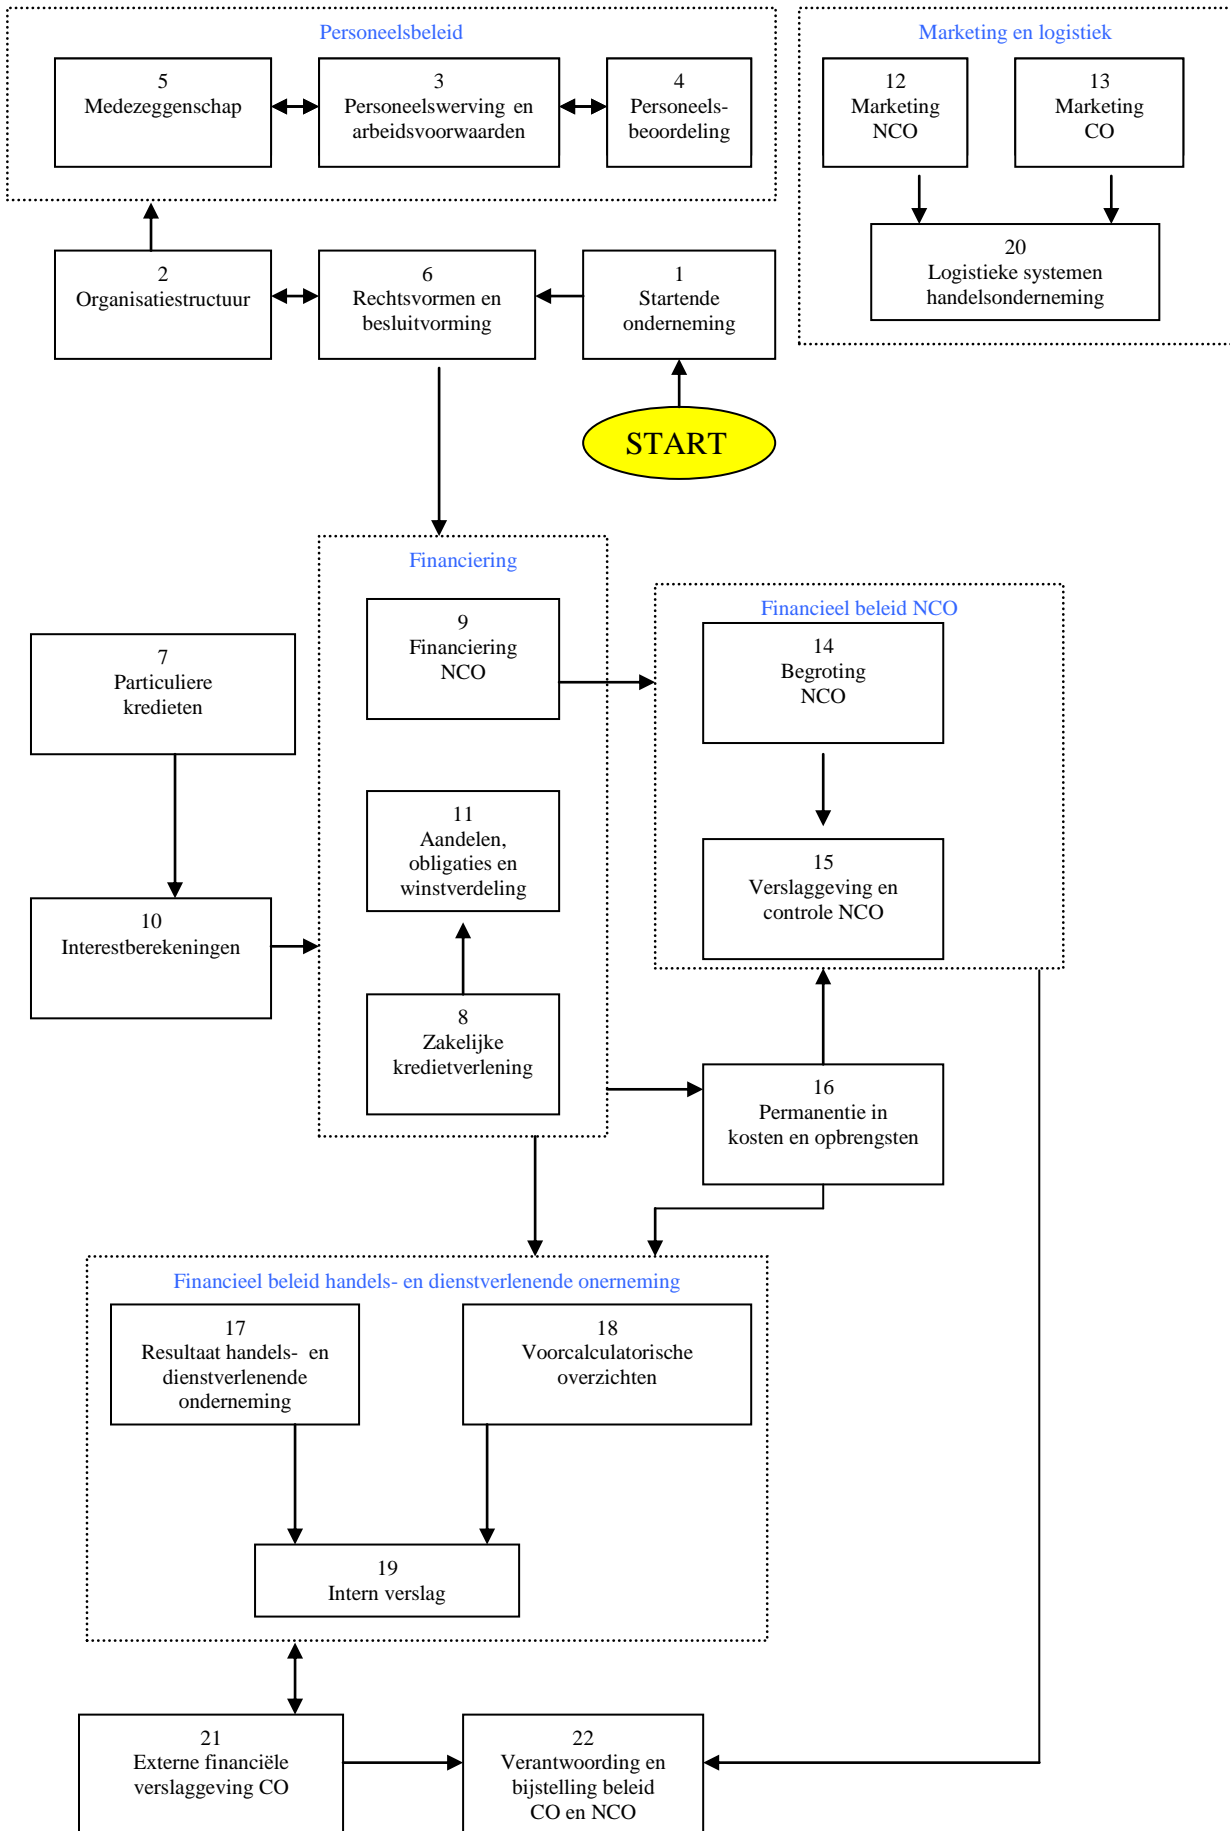 Personeelsbeleid
5
Medezeggenschap
3
Personeelswerving en
arbeidsvoorwaarden
4
Personeels-
beoordeling
Marketing en logistiek
12
Marketing
NCO
13
Marketing
CO
20
Logistieke systemen
handelsonderneming
2
Organisatiestructuur
6
Rechtsvormen en
besluitvorming
1
Startende
onderneming
START
Financiering
9
Financiering
NCO
Financieel beleid NCO
14
Begroting
NCO
7
Particuliere
kredieten
11
Aandelen,
obligaties en
winstverdeling
15
Verslaggeving en
controle NCO
10
Interestberekeningen
8
Zakelijke
kredietverlening
16
Permanentie in
kosten en opbrengsten
Financieel beleid handels- en dienstverlenende onerneming
17
Resultaat handels- en
dienstverlenende
onderneming
18
Voorcalculatorische
overzichten
19
Intern verslag
21
Externe financiële
verslaggeving CO
22
Verantwoording en
bijstelling beleid
CO en NCO